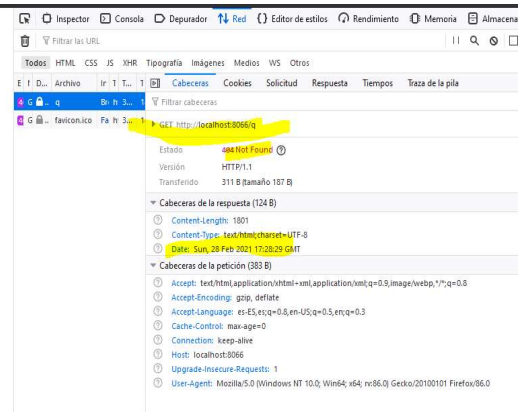 Inspector Consola Depurador Red Editor de estilos Rendimiento Memoria Almacena
Filtrar las URL
Todos HTML CSS JS XHR Tipografía Imágenes Medios WS Otros
D... Archivo T... Cabeceras Cookies Solicitud Respuesta Tiempos Traza de la pila
4 G q h 3... Filtrar cabeceras
4 G favicon.ico Fa h 3... GET http://localhost:8066/q
Estado 404 Not Found
Versión HTTP/1.1
Transferido 311 B (tamaño 187 B)
Cabeceras de la respuesta (124 B)
Content-Length: 1801
Content-Type: text/html;charset=UTF-8
Date: Sun, 28 Feb 2021 17:28:29 GMT
Cabeceras de la petición (383 B)
Accept: text/html,application/xhtml+xml,application/xml;q=0.9,image/webp,*/*;q=0.8
Accept-Encoding: gzip, deflate
Accept-Language: es-ES,es;q=0.8,en-US;q=0.5,en;q=0.3
Cache-Control: max-age=0
Connection: keep-alive
Host: localhost:8066
Upgrade-Insecure-Requests: 1
User-Agent: Mozilla/5.0 (Windows NT 10.0; Win64; x64; rv:86.0) Gecko/20100101 Firefox/86.0